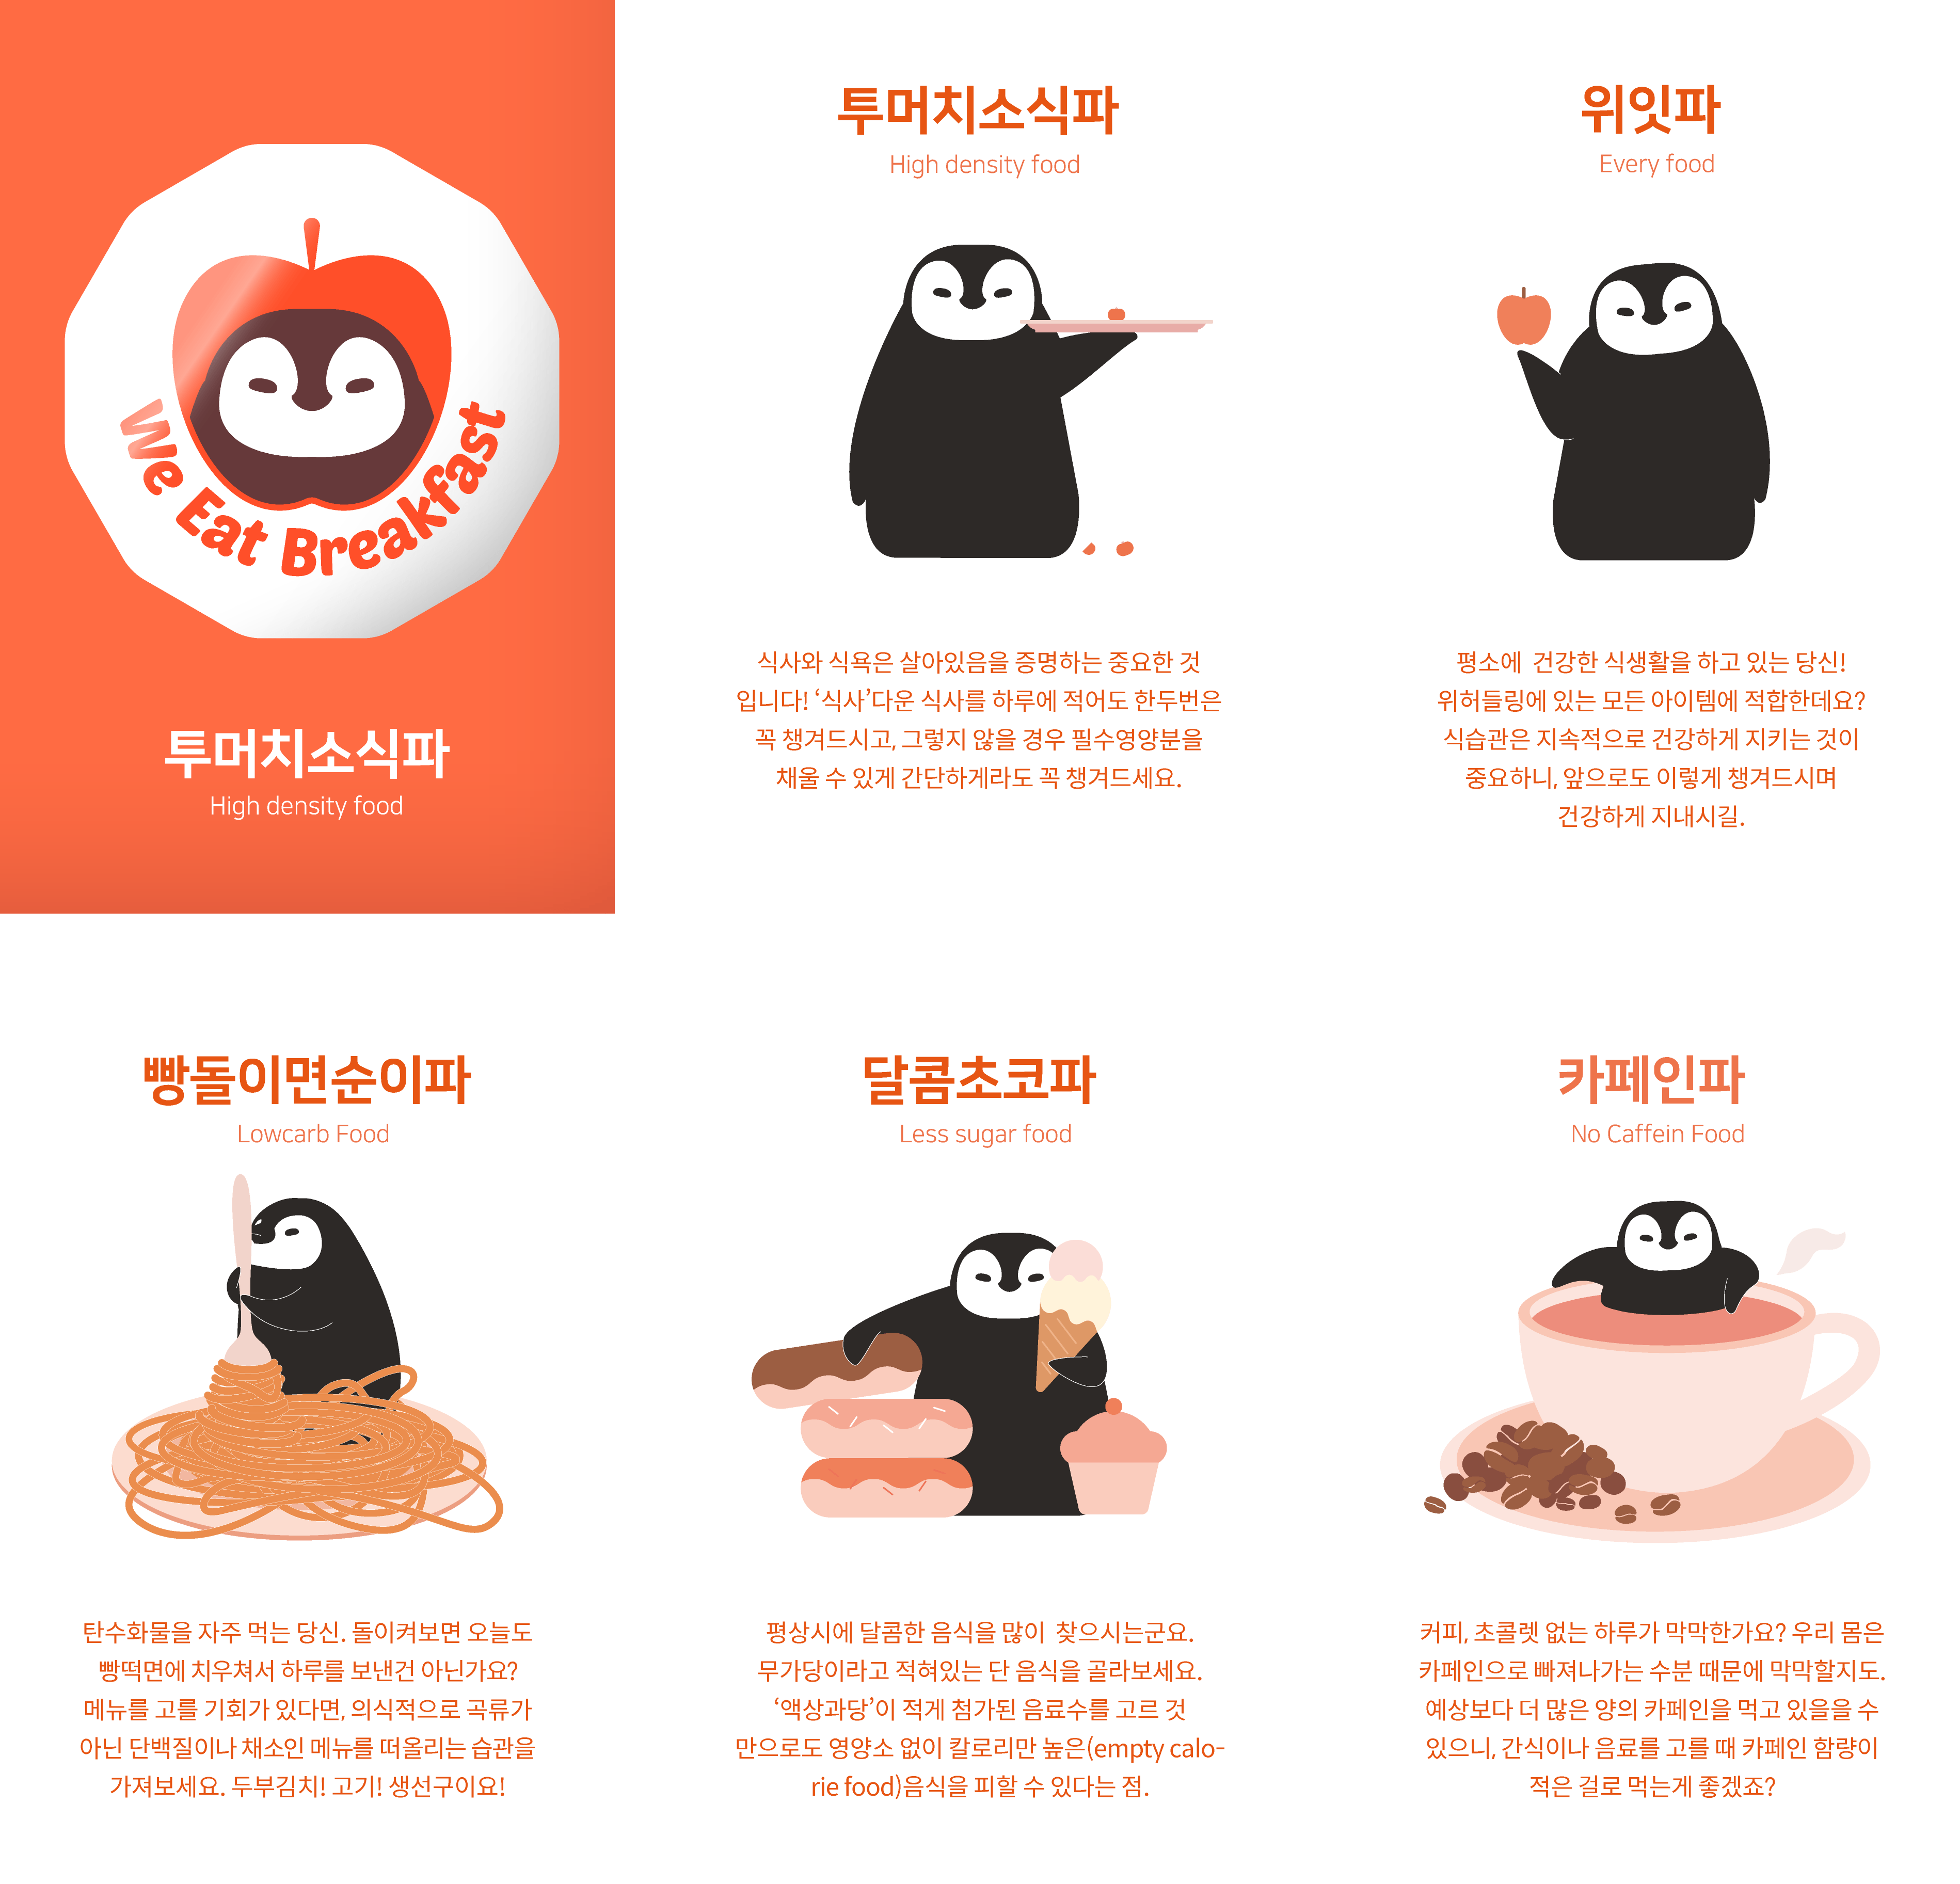 We Eat Breakfast
투머치소식파
High density food
투머치소식파
High density food
식사와 식욕은 살아있음을 증명하는 중요한 것
입니다! ‘식사’다운 식사를 하루에 적어도 한두번은
꼭 챙겨드시고, 그렇지 않을 경우 필수영양분을
채울 수 있게 간단하게라도 꼭 챙겨드세요.
위잇파
Every food
평소에 건강한 식생활을 하고 있는 당신!
위허들링에 있는 모든 아이템에 적합한데요?
식습관은 지속적으로 건강하게 지키는 것이
중요하니, 앞으로도 이렇게 챙겨드시며
건강하게 지내시길.
빵돌이면순이파
Lowcarb Food
탄수화물을 자주 먹는 당신. 돌이켜보면 오늘도
빵떡면에 치우쳐서 하루를 보낸건 아닌가요?
메뉴를 고를 기회가 있다면, 의식적으로 곡류가
아닌 단백질이나 채소인 메뉴를 떠올리는 습관을
가져보세요. 두부김치! 고기! 생선구이요!
달콤초코파
Less sugar food
평상시에 달콤한 음식을 많이 찾으시는군요.
무가당이라고 적혀있는 단 음식을 골라보세요.
‘액상과당’이 적게 첨가된 음료수를 고르 것
만으로도 영양소 없이 칼로리만 높은(empty calo-
rie food)음식을 피할 수 있다는 점.
카페인파
No Caffein Food
커피, 초콜렛 없는 하루가 막막한가요? 우리 몸은
카페인으로 빠져나가는 수분 때문에 막막할지도.
예상보다 더 많은 양의 카페인을 먹고 있을을 수
있으니, 간식이나 음료를 고를 때 카페인 함량이
적은 걸로 먹는게 좋겠죠?